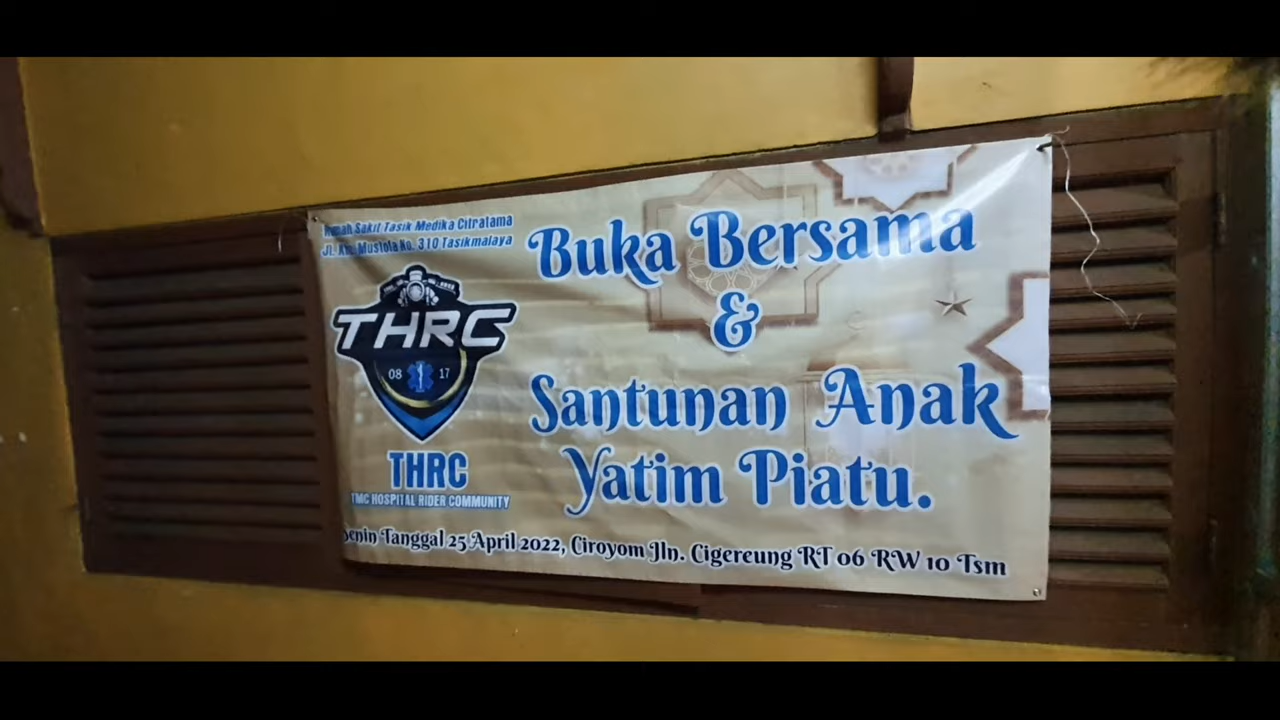 Rumah Sakit Tasik Medika Citratama
JL. Mustofa No. 310 Tasikmalaya
THRC
08 17
THRC
TMC HOSPITAL RIDER COMMUNITY
Buka Bersama
&
Santunan Anak
Yatim Piatu.
Senin Tanggal 25 April 2022, Ciroyom Jln. Cigereung RT 06 RW 10 Tsm